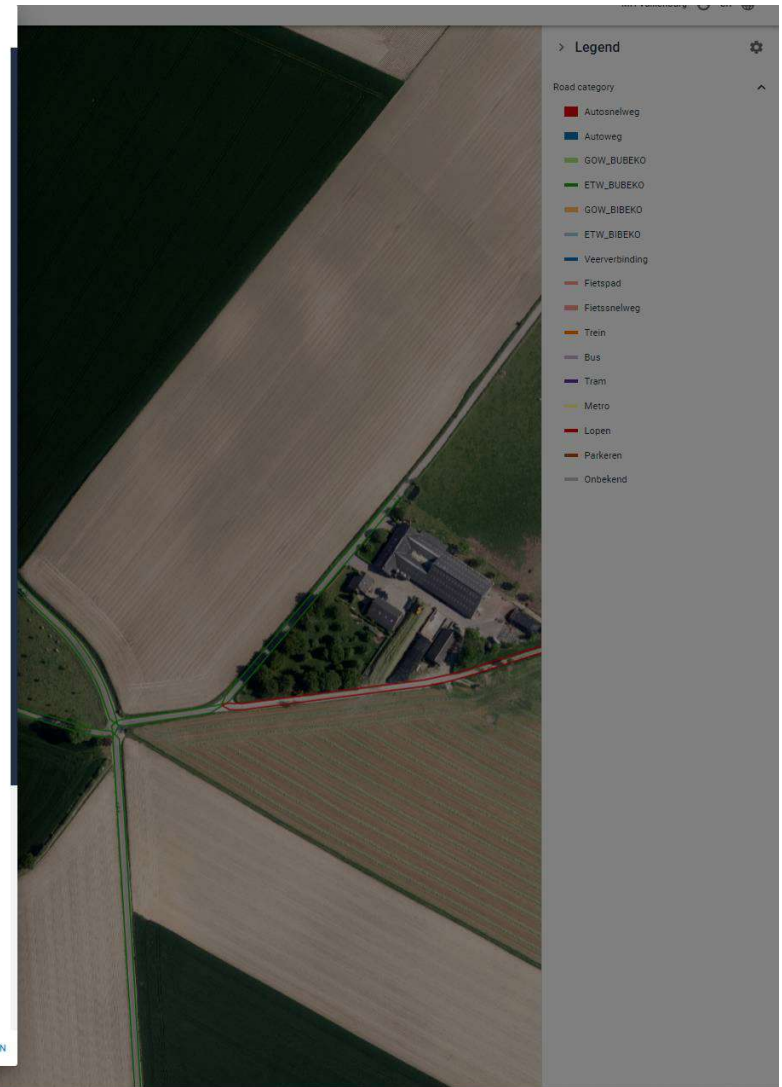 Legend
Road category
Autosnelweg
Autoweg
GOW_BUBEKO
ETW_BUBEKO
GOW_BIBEKO
ETW_BIBEKO
Veerverbinding
Fietspad
Fietssnelweg
Trein
Bus
Tram
Metro
Lopen
Parkeren
Onbekend
N